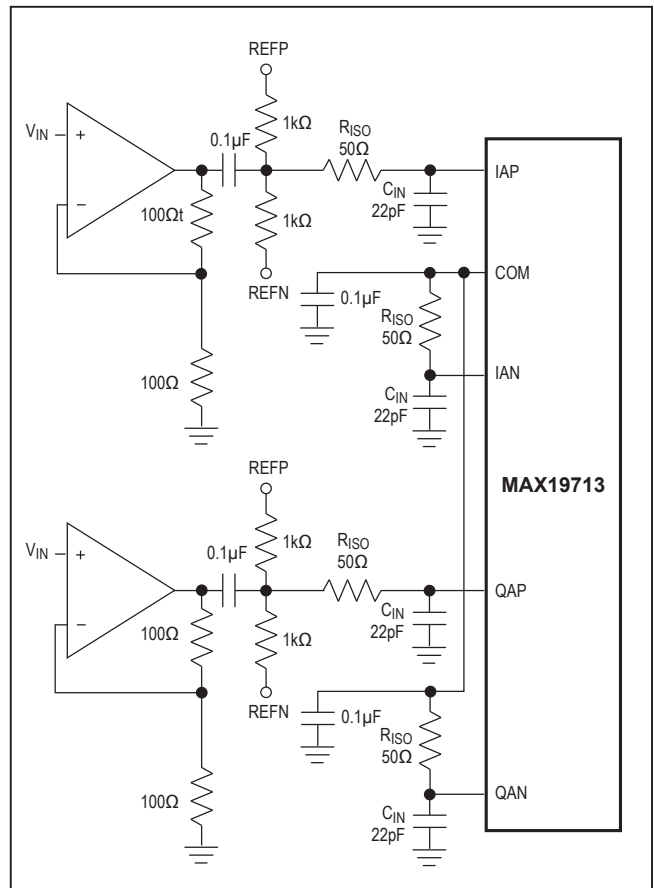 REFP
VIN
+
0.1µF
1kΩ
RISO
50Ω
IAP
−
100Ωt
1kΩ
CIN
22pF
REFN
COM
0.1µF
RISO
50Ω
100Ω
IAN
CIN
22pF
MAX19713
REFP
VIN
+
0.1µF
1kΩ
RISO
50Ω
QAP
−
100Ω
1kΩ
CIN
22pF
REFN
0.1µF
RISO
50Ω
100Ω
QAN
CIN
22pF